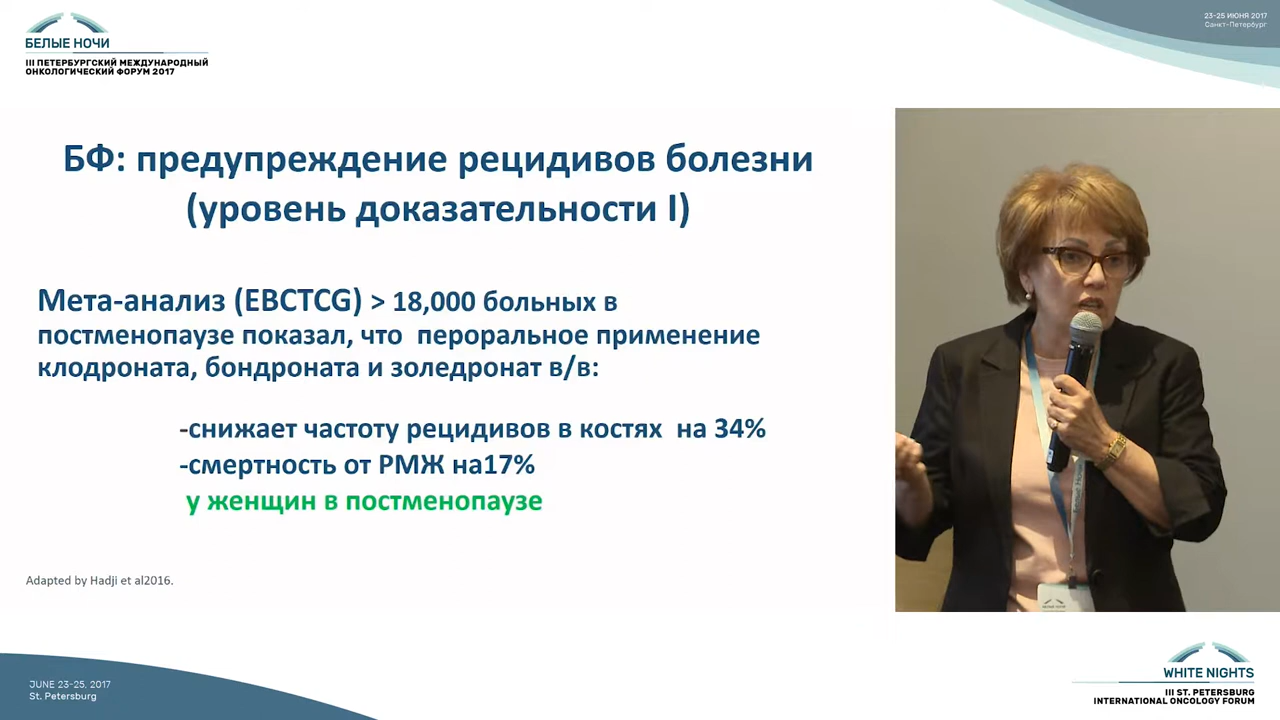 БЕЛЫЕ НОЧИ
III ПЕТЕРБУРГСКИЙ МЕЖДУНАРОДНЫЙ
ОНКОЛОГИЧЕСКИЙ ФОРУМ 2017
23-25 ИЮНЯ 2017
Санкт-Петербург
БФ: предупреждение рецидивов болезни
(уровень доказательности I)
Мета-анализ (EBCTCG) > 18,000 больных в
постменопаузе показал, что пероральное применение
клодроната, бондроната и золедронат в/в:
-снижает частоту рецидивов в костях на 34%
-смертность от РМЖ на17%
у женщин в постменопаузе
Adapted by Hadji et al2016.
JUNE 23-25. 2017
St. Petersburg
WHITE NIGHTS
III ST. PETERSBURG
INTERNATIONAL ONCOLOGY FORUM